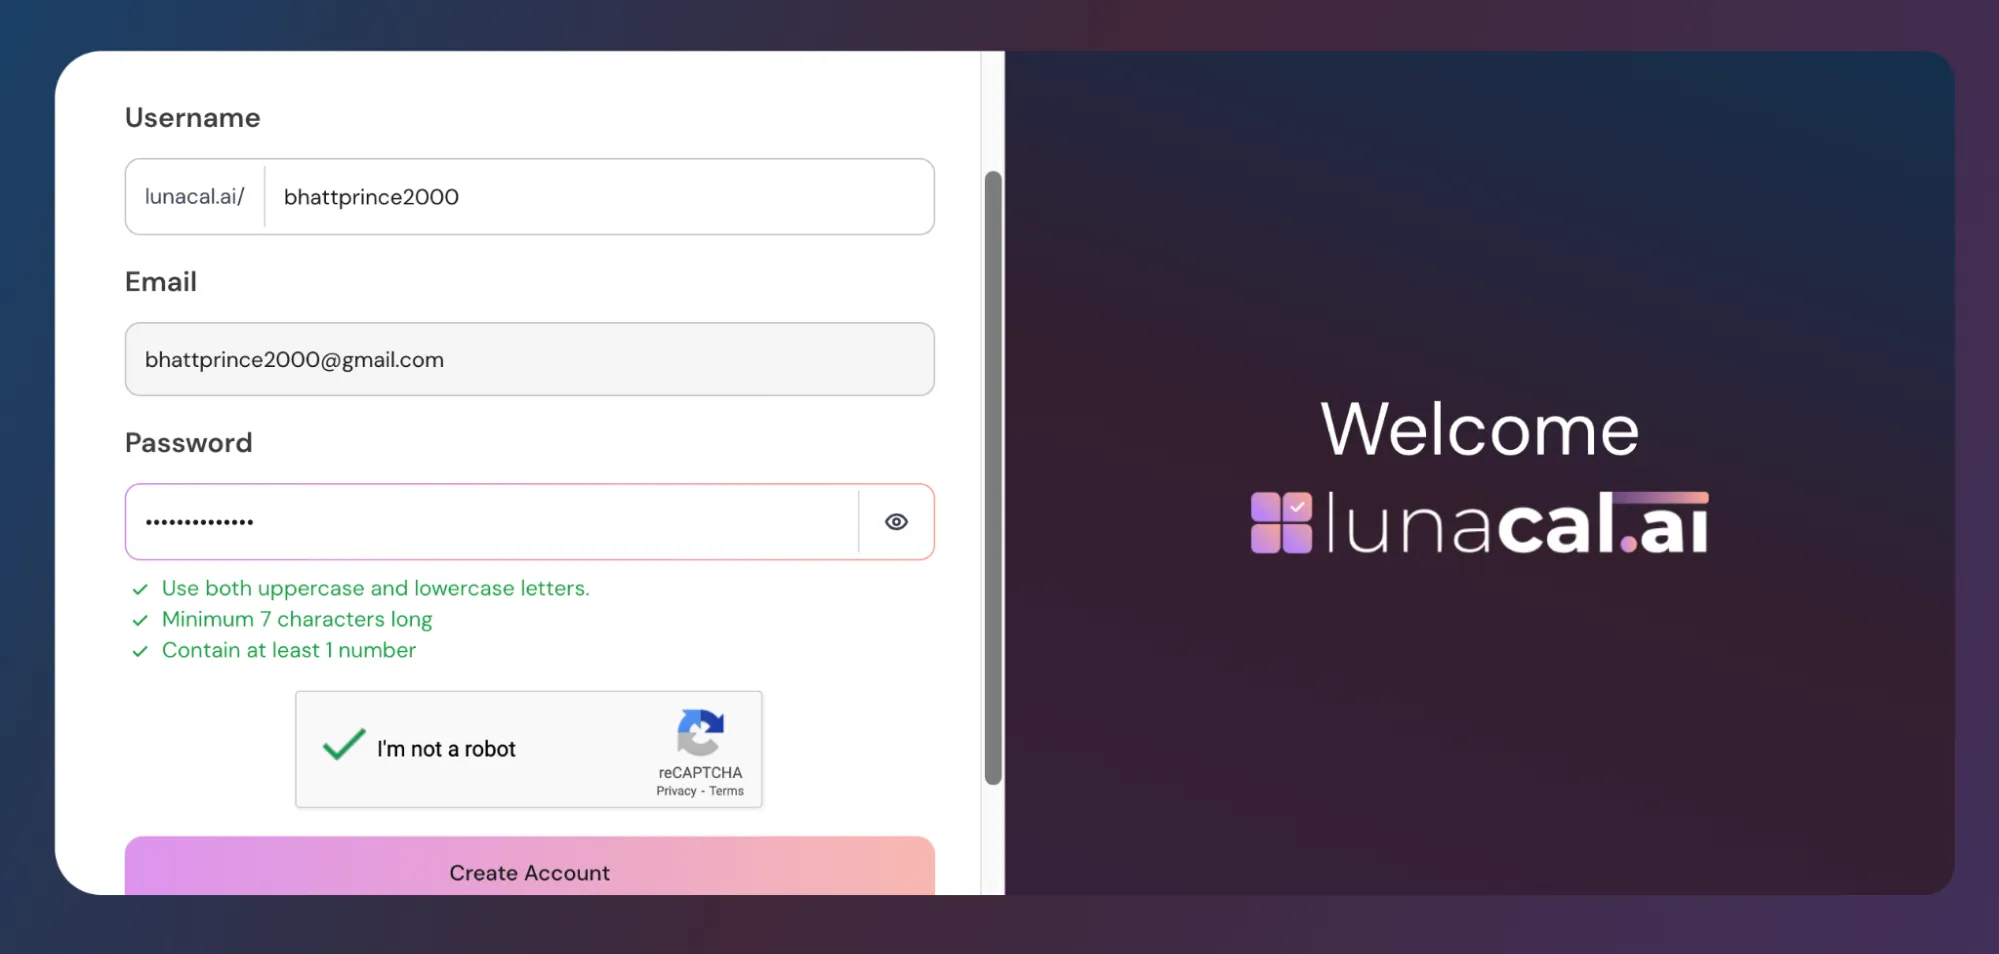 Username
lunacal.ai/ bhattprince2000
Email
bhattprince2000@gmail.com
Password
••••••••••••••
Use both uppercase and lowercase letters.
Minimum 7 characters long
Contain at least 1 number
I'm not a robot
reCAPTCHA
Privacy - Terms
Create Account
Welcome
lunacal.ai